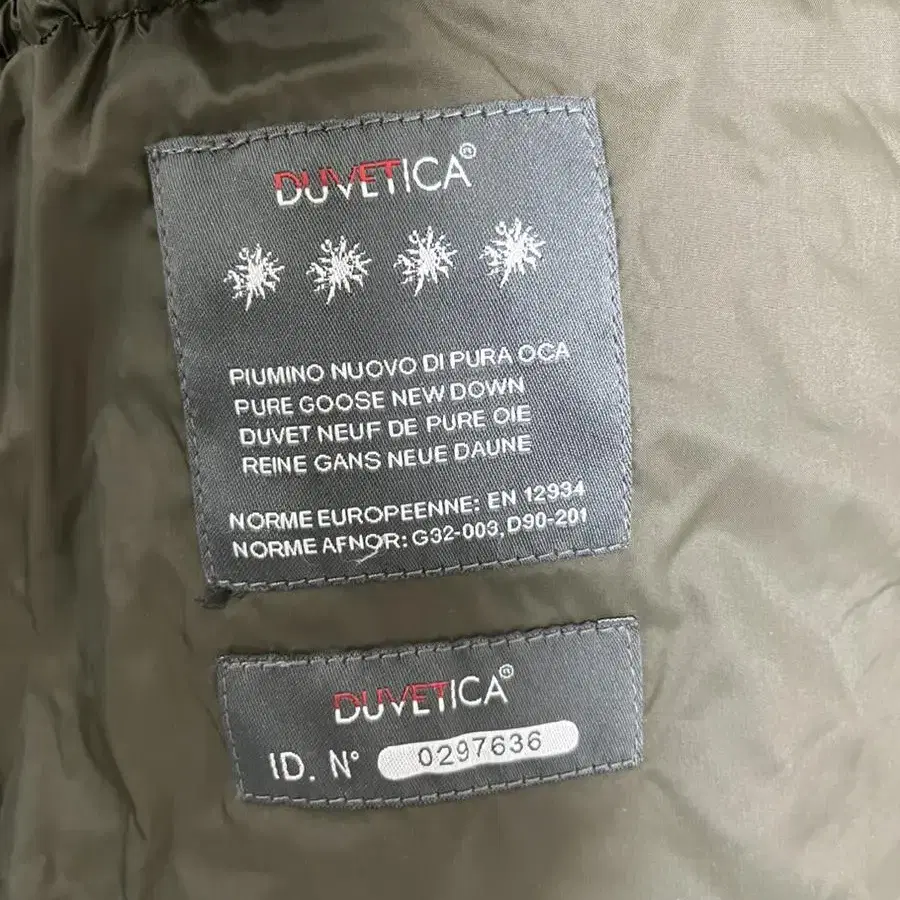 DUVETICA®
PIUMINO NUOVO DI PURA OCA
PURE GOOSE NEW DOWN
DUVET NEUF DE PURE OIE
REINE GANS NEUE DAUNE
NORME EUROPEENNE: EN 12934
NORME AFNOR: G32-003, D90-201
DUVETICA®
ID. N° 0297636